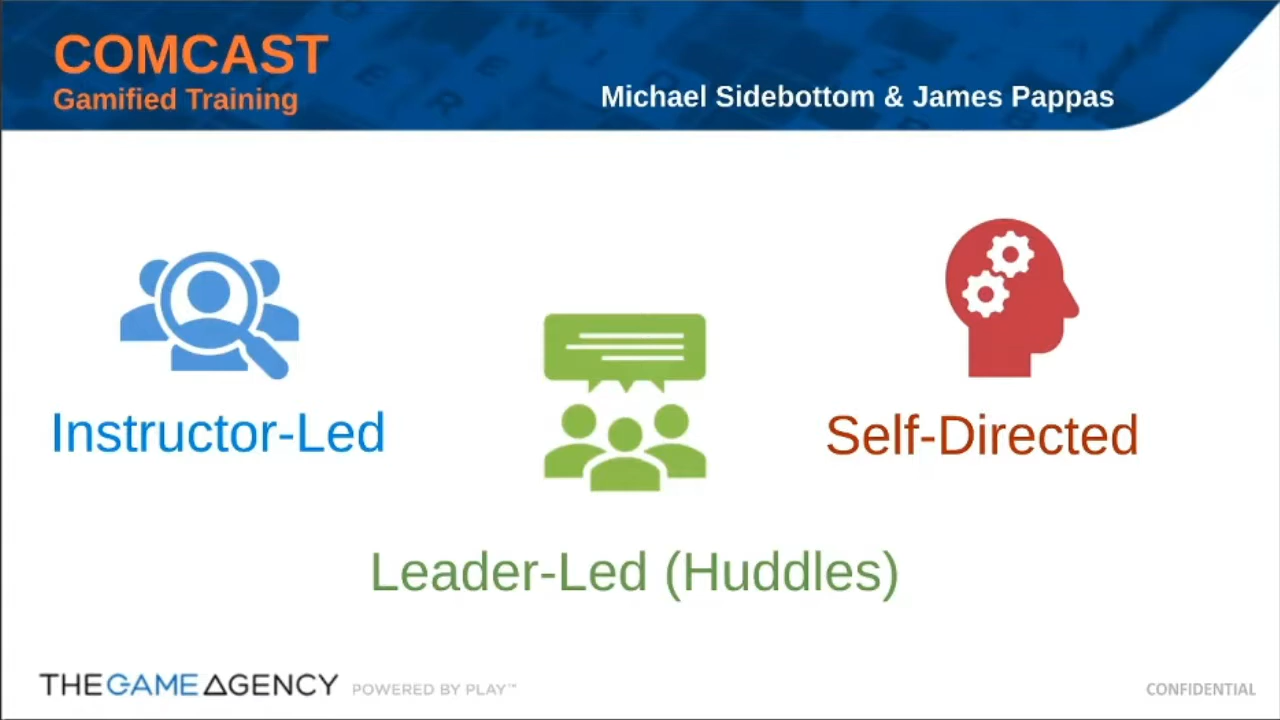 COMCAST
Gamified Training
Michael Sidebottom & James Pappas
Instructor-Led
Self-Directed
Leader-Led (Huddles)
THEGAMEAGENCY POWERED BY PLAY™
CONFIDENTIAL